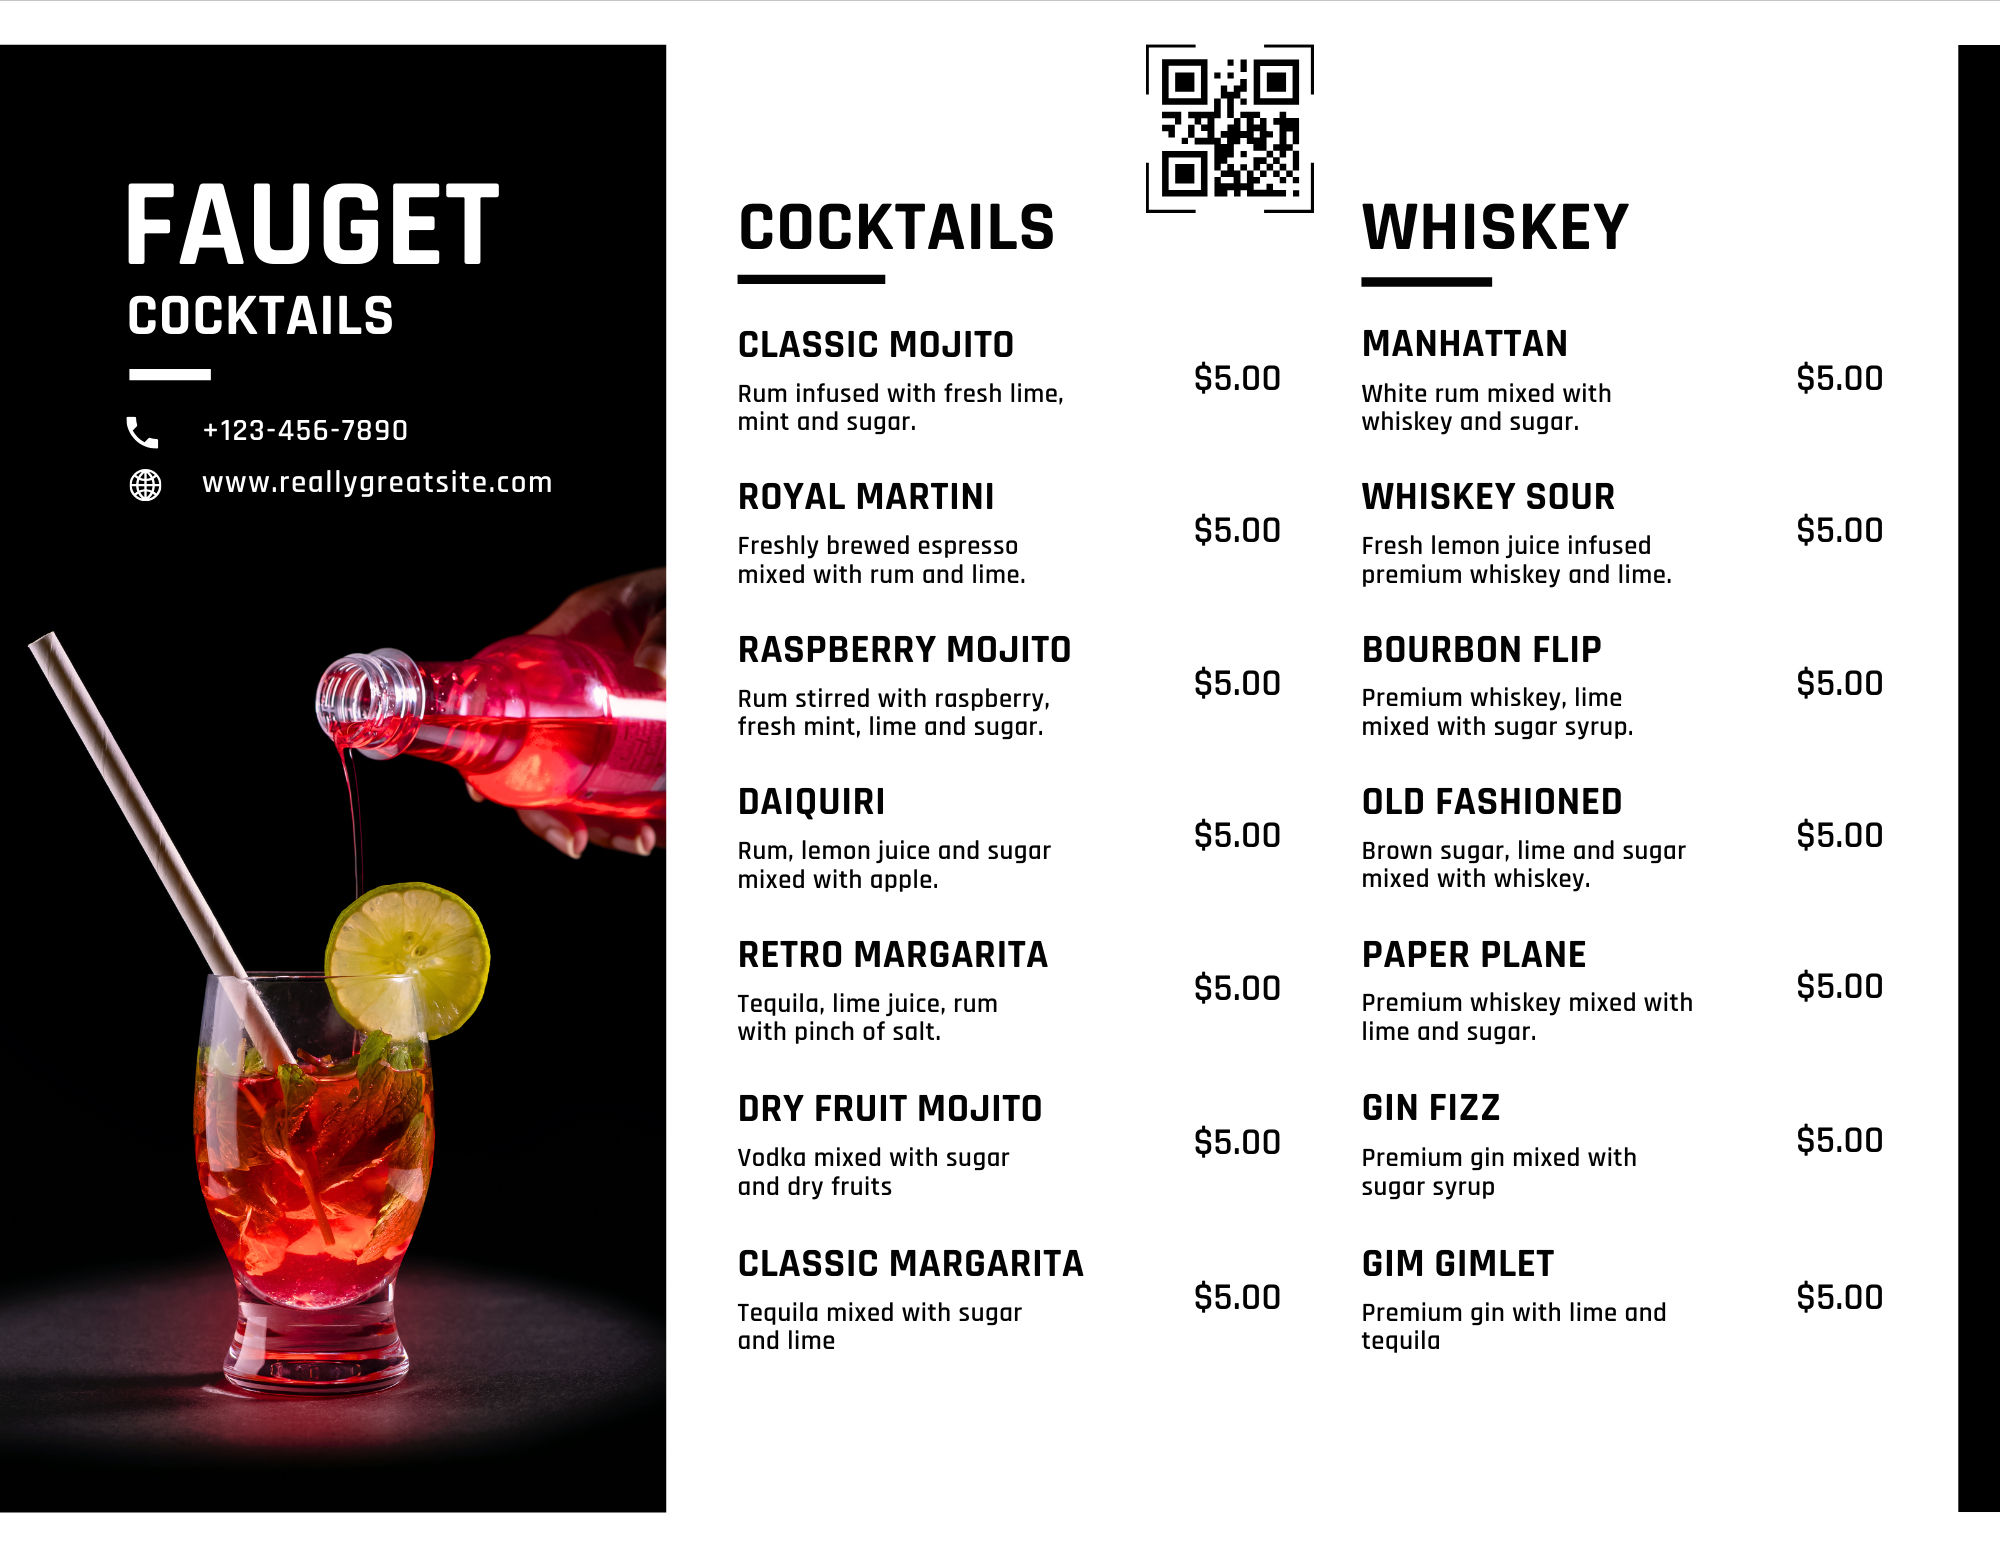 FAUGET
COCKTAILS
+123-456-7890
www.reallygreatsite.com
COCKTAILS
CLASSIC MOJITO
$5.00
Rum infused with fresh lime,
mint and sugar.
ROYAL MARTINI
$5.00
Freshly brewed espresso
mixed with rum and lime.
RASPBERRY MOJITO
$5.00
Rum stirred with raspberry,
fresh mint, lime and sugar.
DAIQUIRI
$5.00
Rum, lemon juice and sugar
mixed with apple.
RETRO MARGARITA
$5.00
Tequila, lime juice, rum
with pinch of salt.
DRY FRUIT MOJITO
$5.00
Vodka mixed with sugar
and dry fruits
CLASSIC MARGARITA
$5.00
Tequila mixed with sugar
and lime
WHISKEY
MANHATTAN
$5.00
White rum mixed with
whiskey and sugar.
WHISKEY SOUR
$5.00
Fresh lemon juice infused
premium whiskey and lime.
BOURBON FLIP
$5.00
Premium whiskey, lime
mixed with sugar syrup.
OLD FASHIONED
$5.00
Brown sugar, lime and sugar
mixed with whiskey.
PAPER PLANE
$5.00
Premium whiskey mixed with
lime and sugar.
GIN FIZZ
$5.00
Premium gin mixed with
sugar syrup
GIM GIMLET
$5.00
Premium gin with lime and
tequila